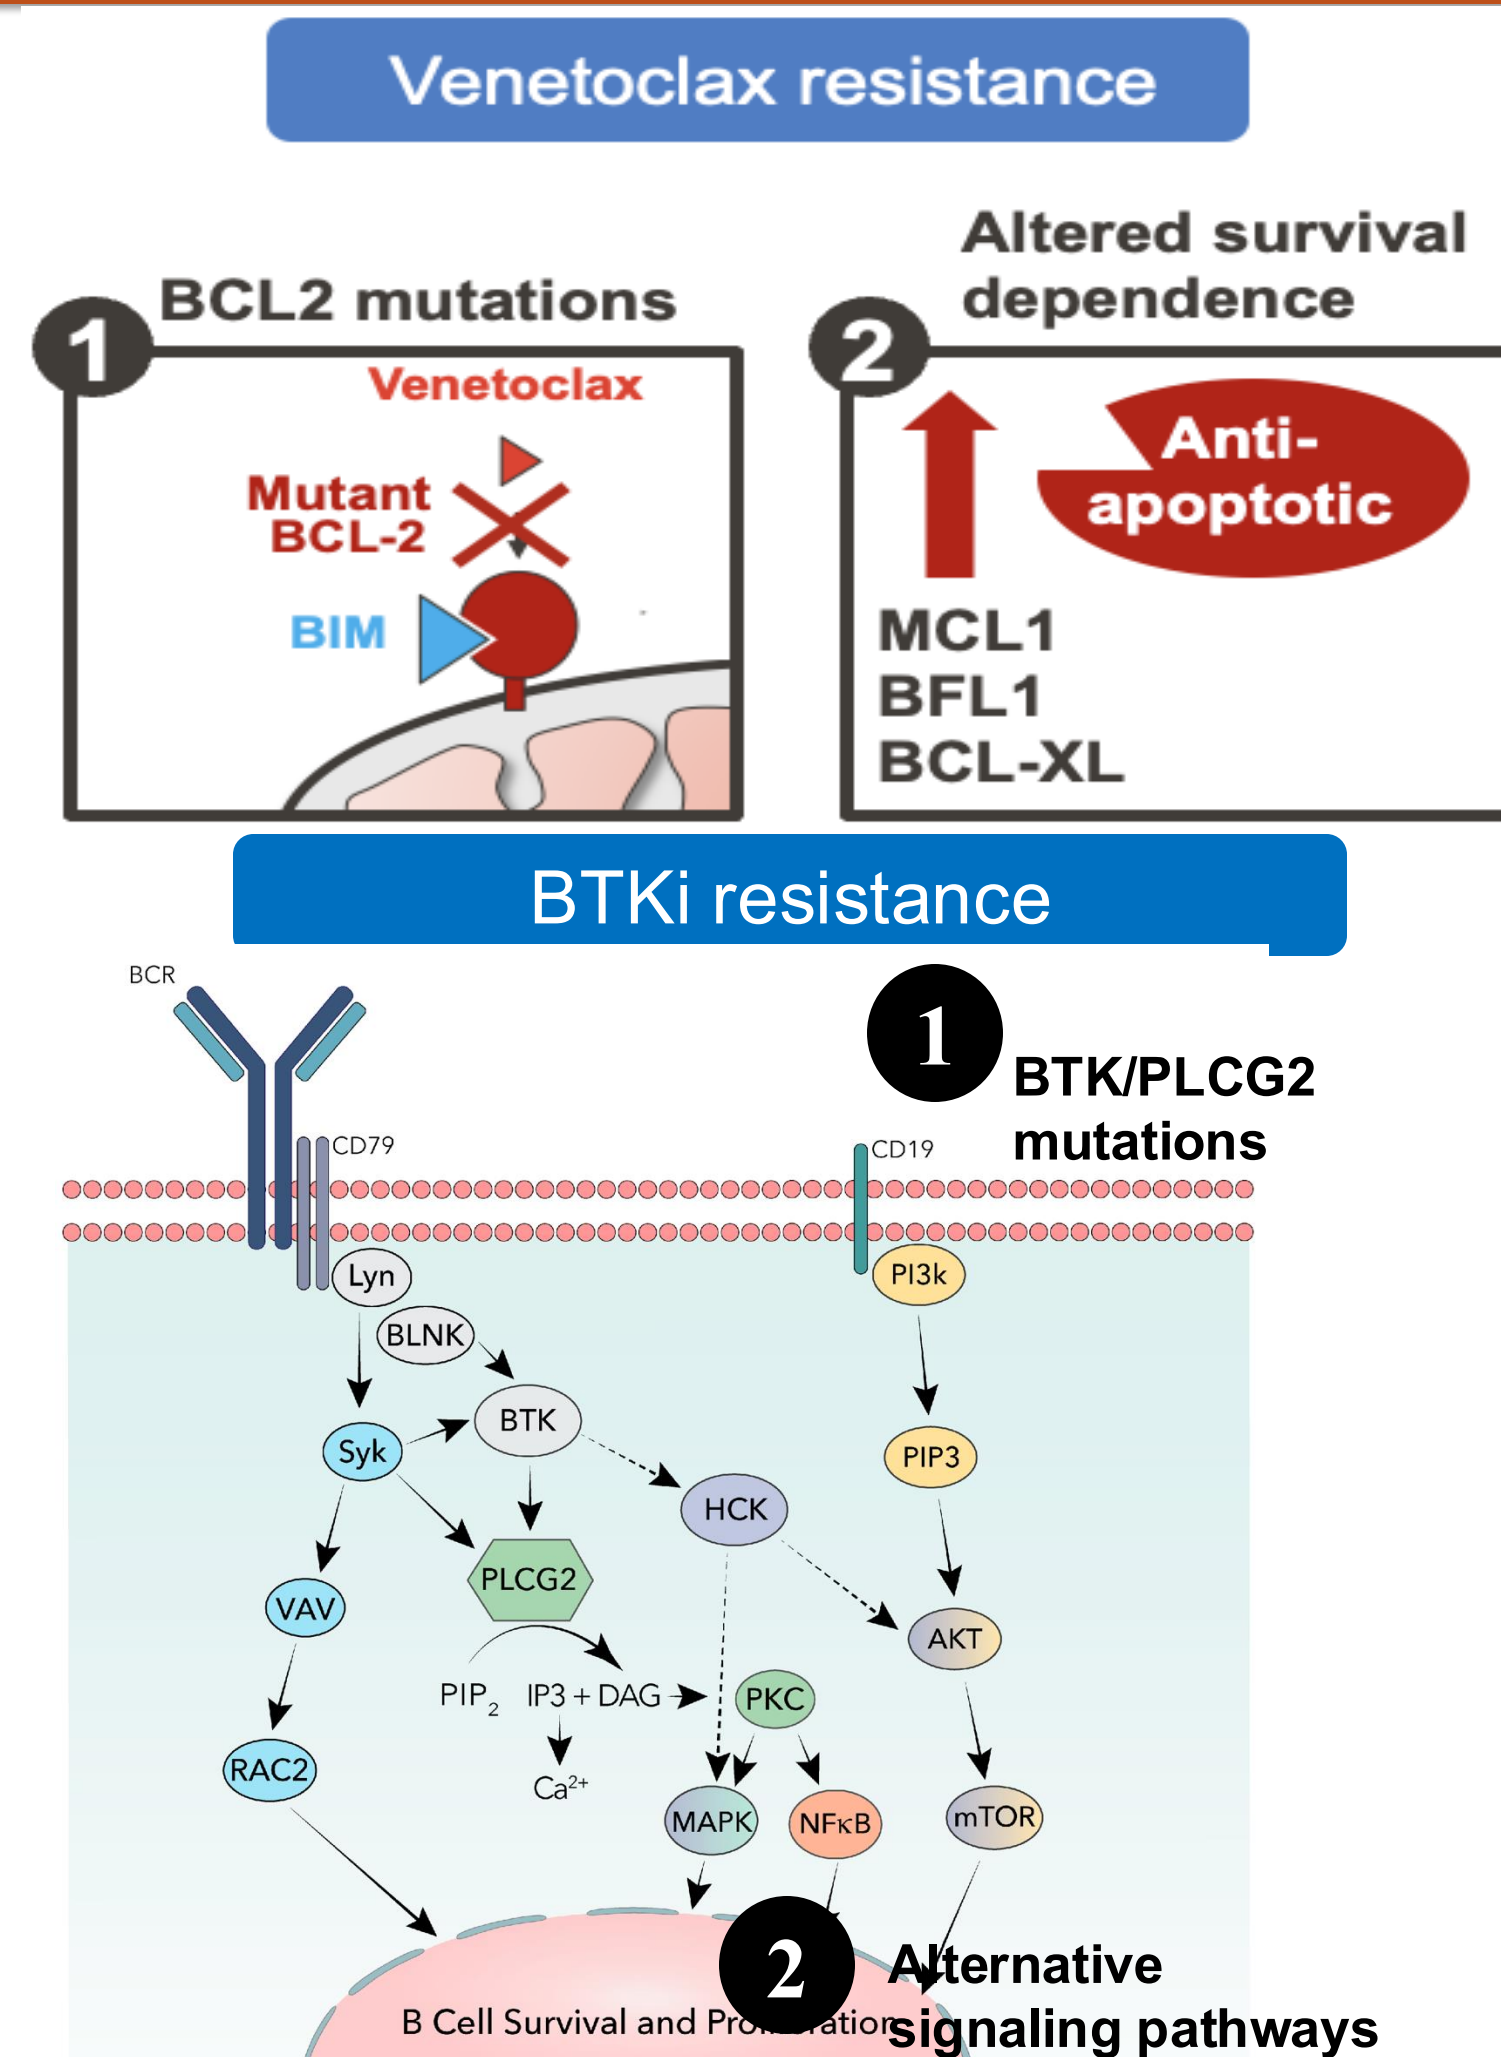 Venetoclax resistance
1
BCL2 mutations
Venetoclax
Mutant
BCL-2
BIM
2
Altered survival
dependence
Anti-
apoptotic
MCL1
BFL1
BCL-XL
BTKi resistance
BCR
1
BTK/PLCG2
mutations
CD79
CD19
Lyn
PI3k
BLNK
BTK
Syk
PIP3
HCK
PLCG2
VAV
AKT
PIP2
IP3 + DAG
PKC
RAC2
Ca2+
MAPK
NFκB
mTOR
2
Alternative
signaling pathways
B Cell Survival and